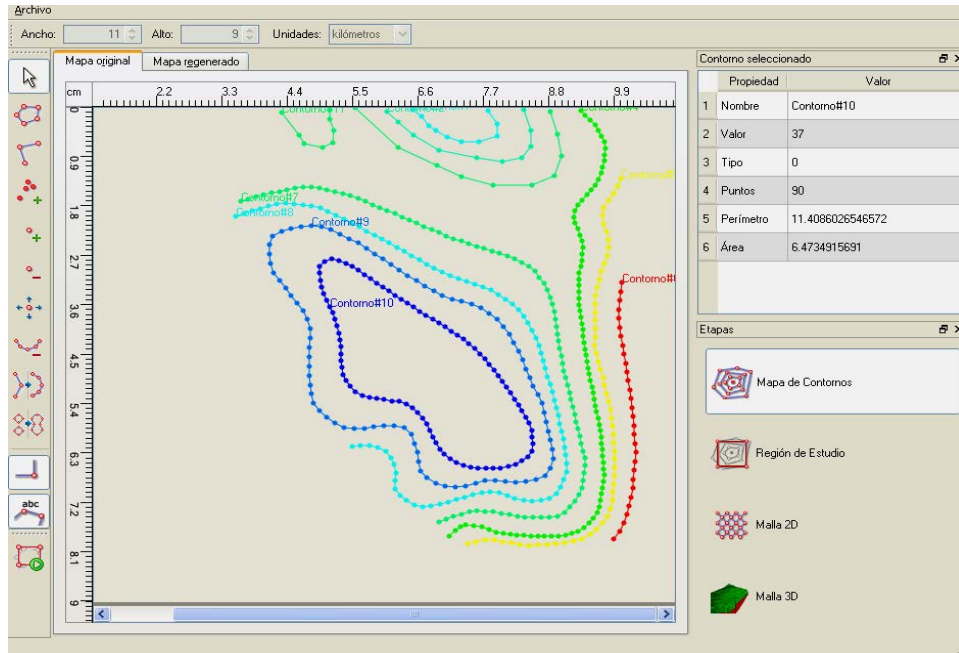 Archivo
Ancho: 11 Alto: 9 Unidades: kilómetros
Mapa original Mapa regenerado
cm 2.2 3.3 4.4 5.5 6.6 7.7 8.8 9.9
0
0.9
1.8
2.7
3.6
4.5
5.4
6.3
7.2
8.1
9
Contorno#7
Contorno#8
Contorno#9
Contorno#10
abc
Contorno seleccionado
Propiedad Valor
1 Nombre Contorno#10
2 Valor 37
3 Tipo 0
4 Puntos 90
5 Perímetro 11.4086026546572
6 Área 6.4734915691
Etapas
Mapa de Contornos
Región de Estudio
Malla 2D
Malla 3D